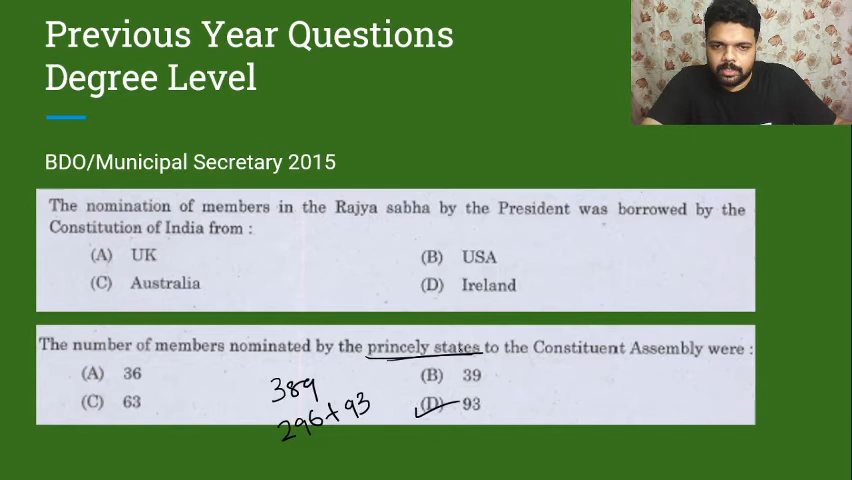 Previous Year Questions
Degree Level
BDO/Municipal Secretary 2015
The nomination of members in the Rajya sabha by the President was borrowed by the
Constitution of India from :
(A) UK
(B) USA
(C) Australia
(D) Ireland
The number of members nominated by the princely states to the Constituent Assembly were :
(A) 36
(B) 39
(C) 63
(D) 93
389
296+93